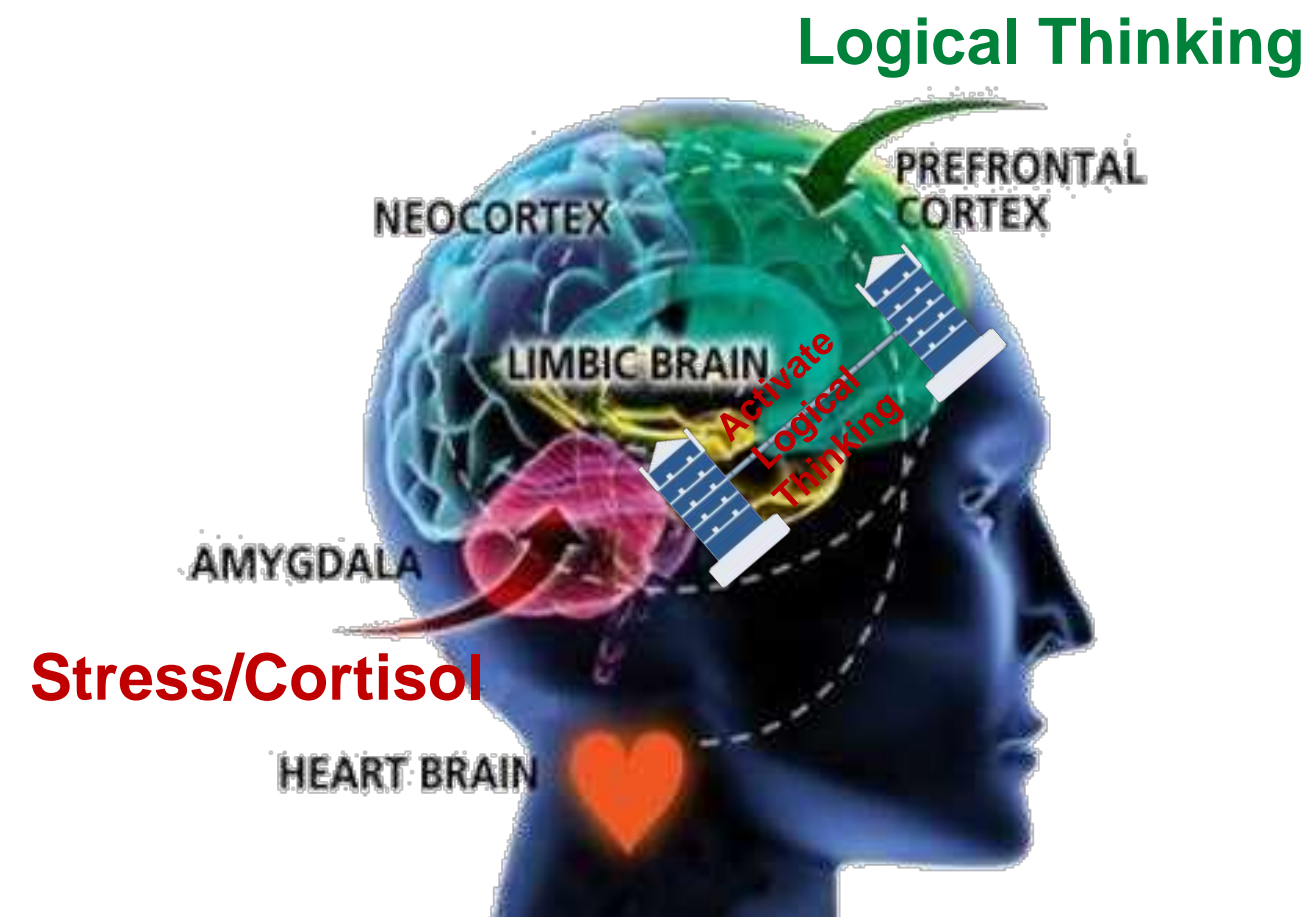 Logical Thinking
PREFRONTAL
CORTEX
NEOCORTEX
LIMBIC BRAIN
Activate
Logical
Thinking
AMYGDALA
Stress/Cortisol
HEART BRAIN